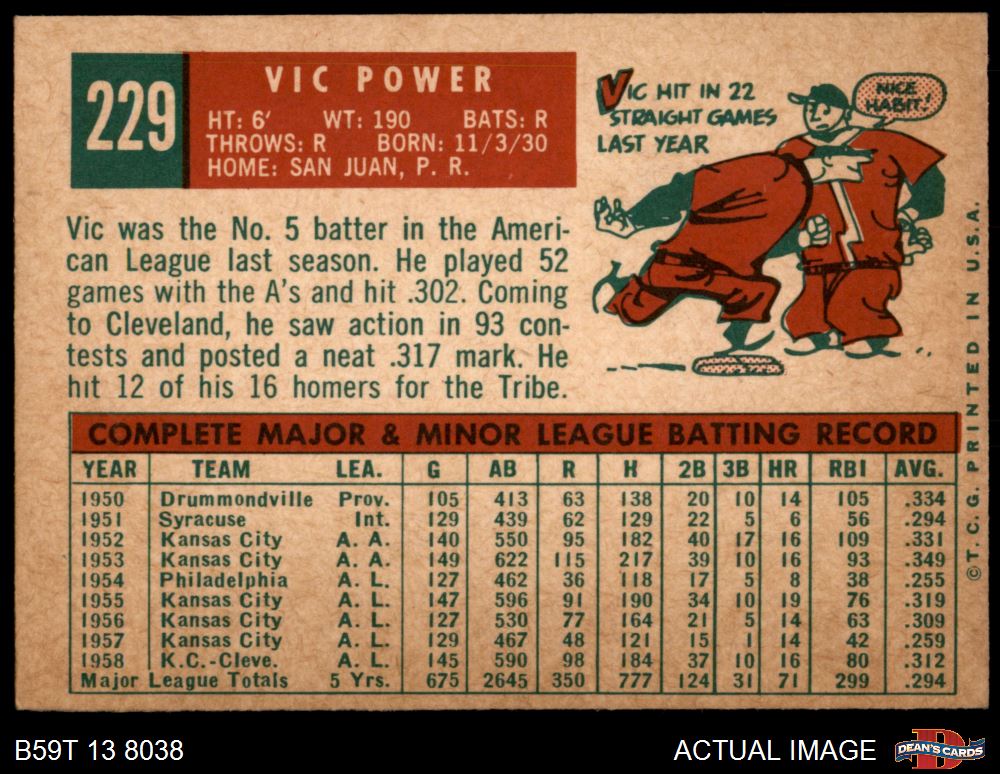 229
VIC POWER
HT: 6' WT: 190 BATS: R
THROWS: R BORN: 11/3/30
HOME: SAN JUAN, P. R.
VIC HIT IN 22
STRAIGHT GAMES
LAST YEAR
NICE
HABIT!
Vic was the No. 5 batter in the Ameri-
can League last season. He played 52
games with the A's and hit .302. Coming
to Cleveland, he saw action in 93 con-
tests and posted a neat .317 mark. He
hit 12 of his 16 homers for the Tribe.
COMPLETE MAJOR & MINOR LEAGUE BATTING RECORD
YEAR TEAM LEA. G AB R H 2B 3B HR RBI AVG.
1950 Drummondville Prov. 105 413 63 138 20 10 14 105 .334
1951 Syracuse Int. 129 439 62 129 22 5 6 56 .294
1952 Kansas City A. A. 140 550 95 182 40 17 16 109 .331
1953 Kansas City A. A. 149 622 115 217 39 10 16 93 .349
1954 Philadelphia A. L. 127 462 36 118 17 5 8 38 .255
1955 Kansas City A. L. 147 596 91 190 34 10 19 76 .319
1956 Kansas City A. L. 127 530 77 164 21 5 14 63 .309
1957 Kansas City A. L. 129 467 48 121 15 1 14 42 .259
1958 K.C.-Cleve. A. L. 145 590 98 184 37 10 16 80 .312
Major League Totals 5 Yrs. 675 2645 350 777 124 31 71 299 .294
© T. C. G. PRINTED IN U.S.A.
B59T 13 8038
ACTUAL IMAGE
D
DEAN'S CARDS